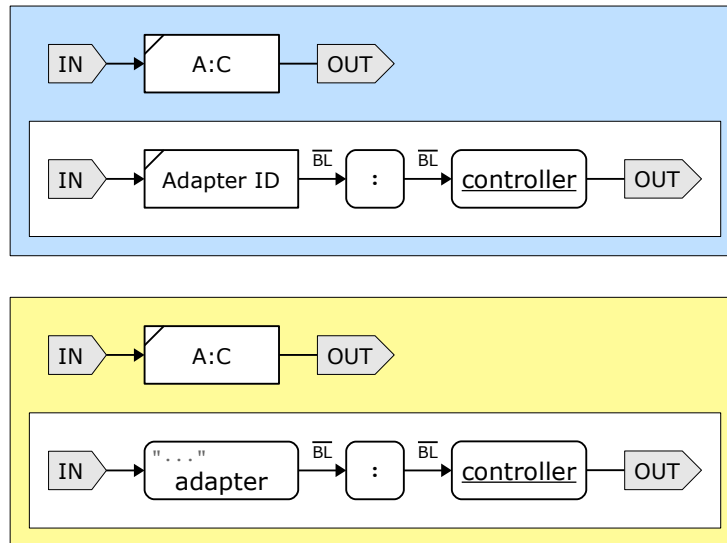 IN A:C OUT
IN Adapter ID BL : BL controller OUT
IN A:C OUT
IN "..." adapter BL : BL controller OUT